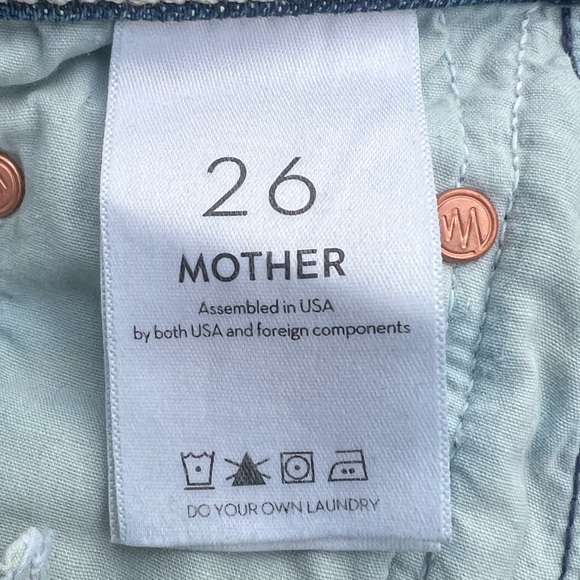 26
MOTHER
Assembled in USA
by both USA and foreign components
DO YOUR OWN LAUNDRY